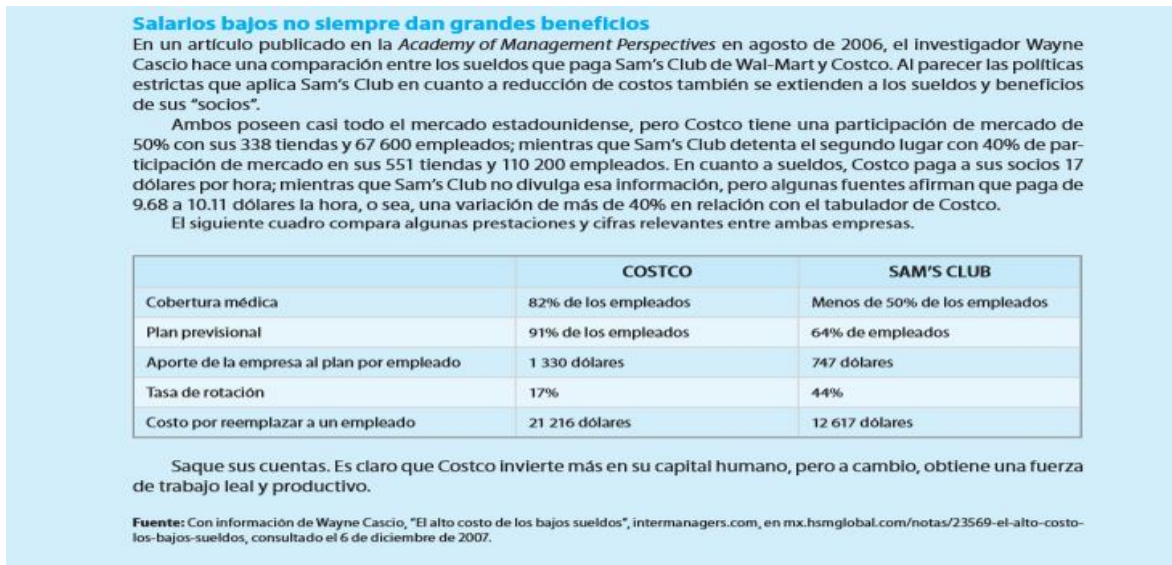 Salarios bajos no siempre dan grandes beneficios
En un artículo publicado en la Academy of Management Perspectives en agosto de 2006, el investigador Wayne
Cascio hace una comparación entre los sueldos que paga Sam's Club de Wal-Mart y Costco. Al parecer las políticas
estrictas que aplica Sam's Club en cuanto a reducción de costos también se extienden a los sueldos y beneficios
de sus "socios".
Ambos poseen casi todo el mercado estadounidense, pero Costco tiene una participación de mercado de
50% con sus 338 tiendas y 67 600 empleados; mientras que Sam's Club detenta el segundo lugar con 40% de par-
ticipación de mercado en sus 551 tiendas y 110 200 empleados. En cuanto a sueldos, Costco paga a sus socios 17
dólares por hora; mientras que Sam's Club no divulga esa información, pero algunas fuentes afirman que paga de
9.68 a 10.11 dólares la hora, o sea, una variación de más de 40% en relación con el tabulador de Costco.
El siguiente cuadro compara algunas prestaciones y cifras relevantes entre ambas empresas.
COSTCO SAM'S CLUB
Cobertura médica 82% de los empleados Menos de 50% de los empleados
Plan previsional 91% de los empleados 64% de empleados
Aporte de la empresa al plan por empleado 1 330 dólares 747 dólares
Tasa de rotación 17% 44%
Costo por reemplazar a un empleado 21 216 dólares 12 617 dólares
Saque sus cuentas. Es claro que Costco invierte más en su capital humano, pero a cambio, obtiene una fuerza
de trabajo leal y productivo.
Fuente: Con información de Wayne Cascio, "El alto costo de los bajos sueldos", intermanagers.com, en mx.hsmglobal.com/notas/23569-el-alto-costo-
los-bajos-sueldos, consultado el 6 de diciembre de 2007.